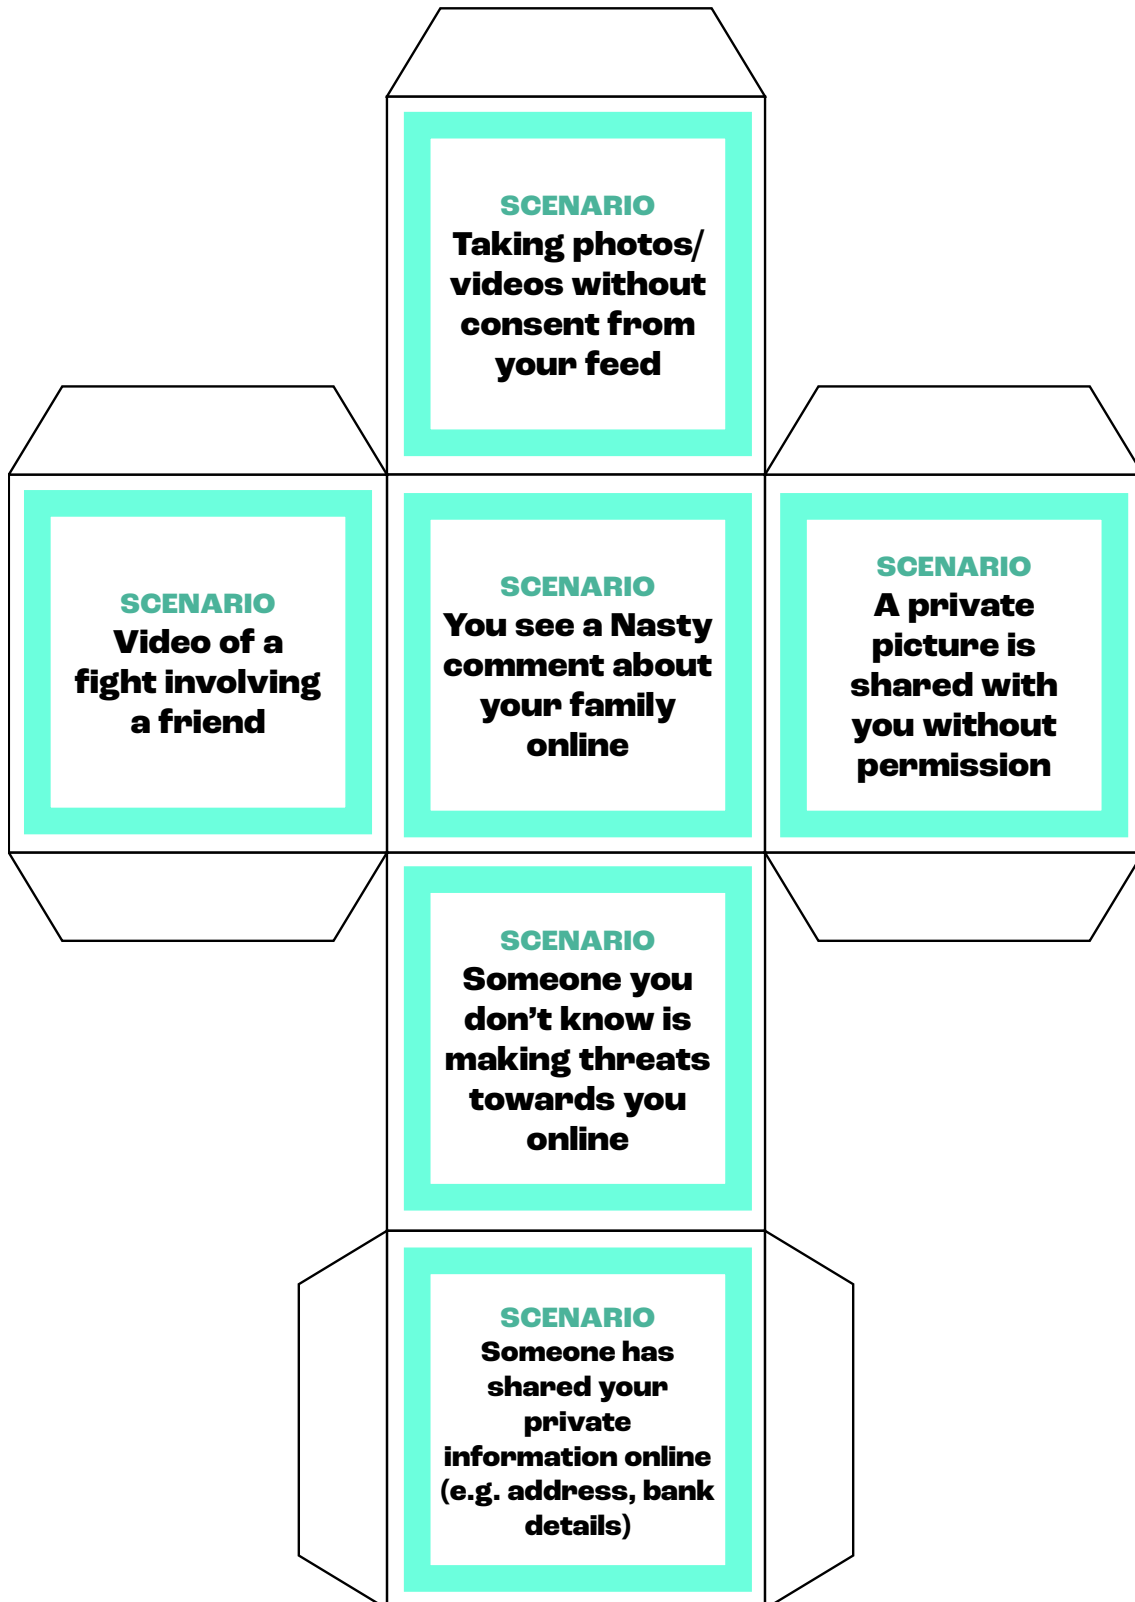 SCENARIO
Taking photos/
videos without
consent from
your feed
SCENARIO
Video of a
fight involving
a friend
SCENARIO
You see a Nasty
comment about
your family
online
SCENARIO
A private
picture is
shared with
you without
permission
SCENARIO
Someone you
don’t know is
making threats
towards you
online
SCENARIO
Someone has
shared your
private
information online
(e.g. address, bank
details)